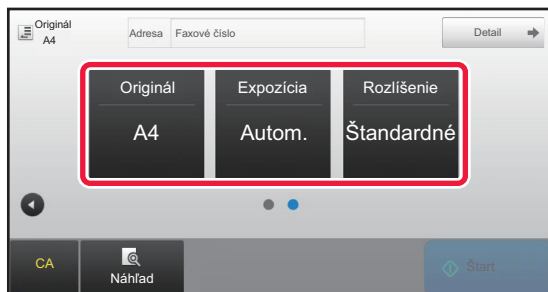 Originál
A4
Adresa
Faxové číslo
Detail
Originál
A4
Expozícia
Autom.
Rozlíšenie
Štandardné
CA
Náhľad
Štart